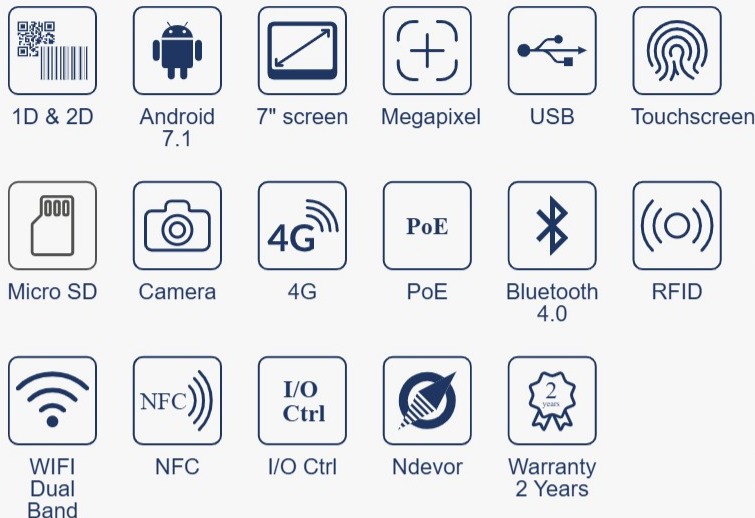 1D & 2D
Android
7.1
7" screen
Megapixel
USB
Touchscreen
4G
PoE
Micro SD
Camera
4G
PoE
Bluetooth
4.0
RFID
NFC
I/O
Ctrl
2
years
WIFI
Dual
Band
NFC
I/O Ctrl
Ndevor
Warranty
2 Years